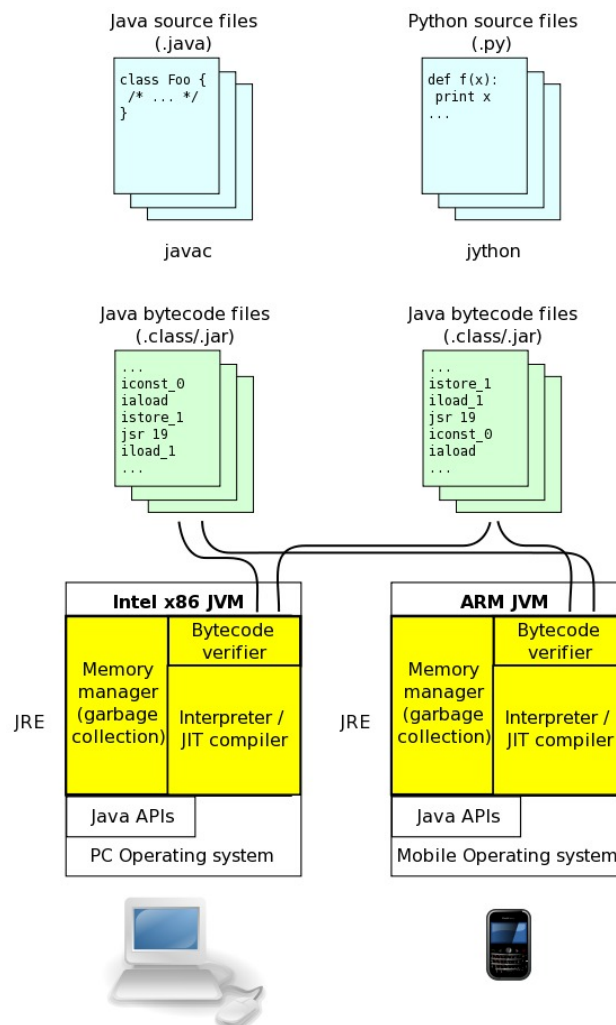 Java source files
(.java)
class Foo {
/* ... */
}
javac
Python source files
(.py)
def f(x):
print x
...
jython
Java bytecode files
(.class/.jar)
...
iconst_0
iaload
istore_1
jsr 19
iload_1
...
Java bytecode files
(.class/.jar)
...
istore_1
iload_1
jsr 19
iconst_0
iaload
...
JRE
Intel x86 JVM
Memory
manager
(garbage
collection)
Bytecode
verifier
Interpreter /
JIT compiler
Java APIs
PC Operating system
JRE
ARM JVM
Memory
manager
(garbage
collection)
Bytecode
verifier
Interpreter /
JIT compiler
Java APIs
Mobile Operating system